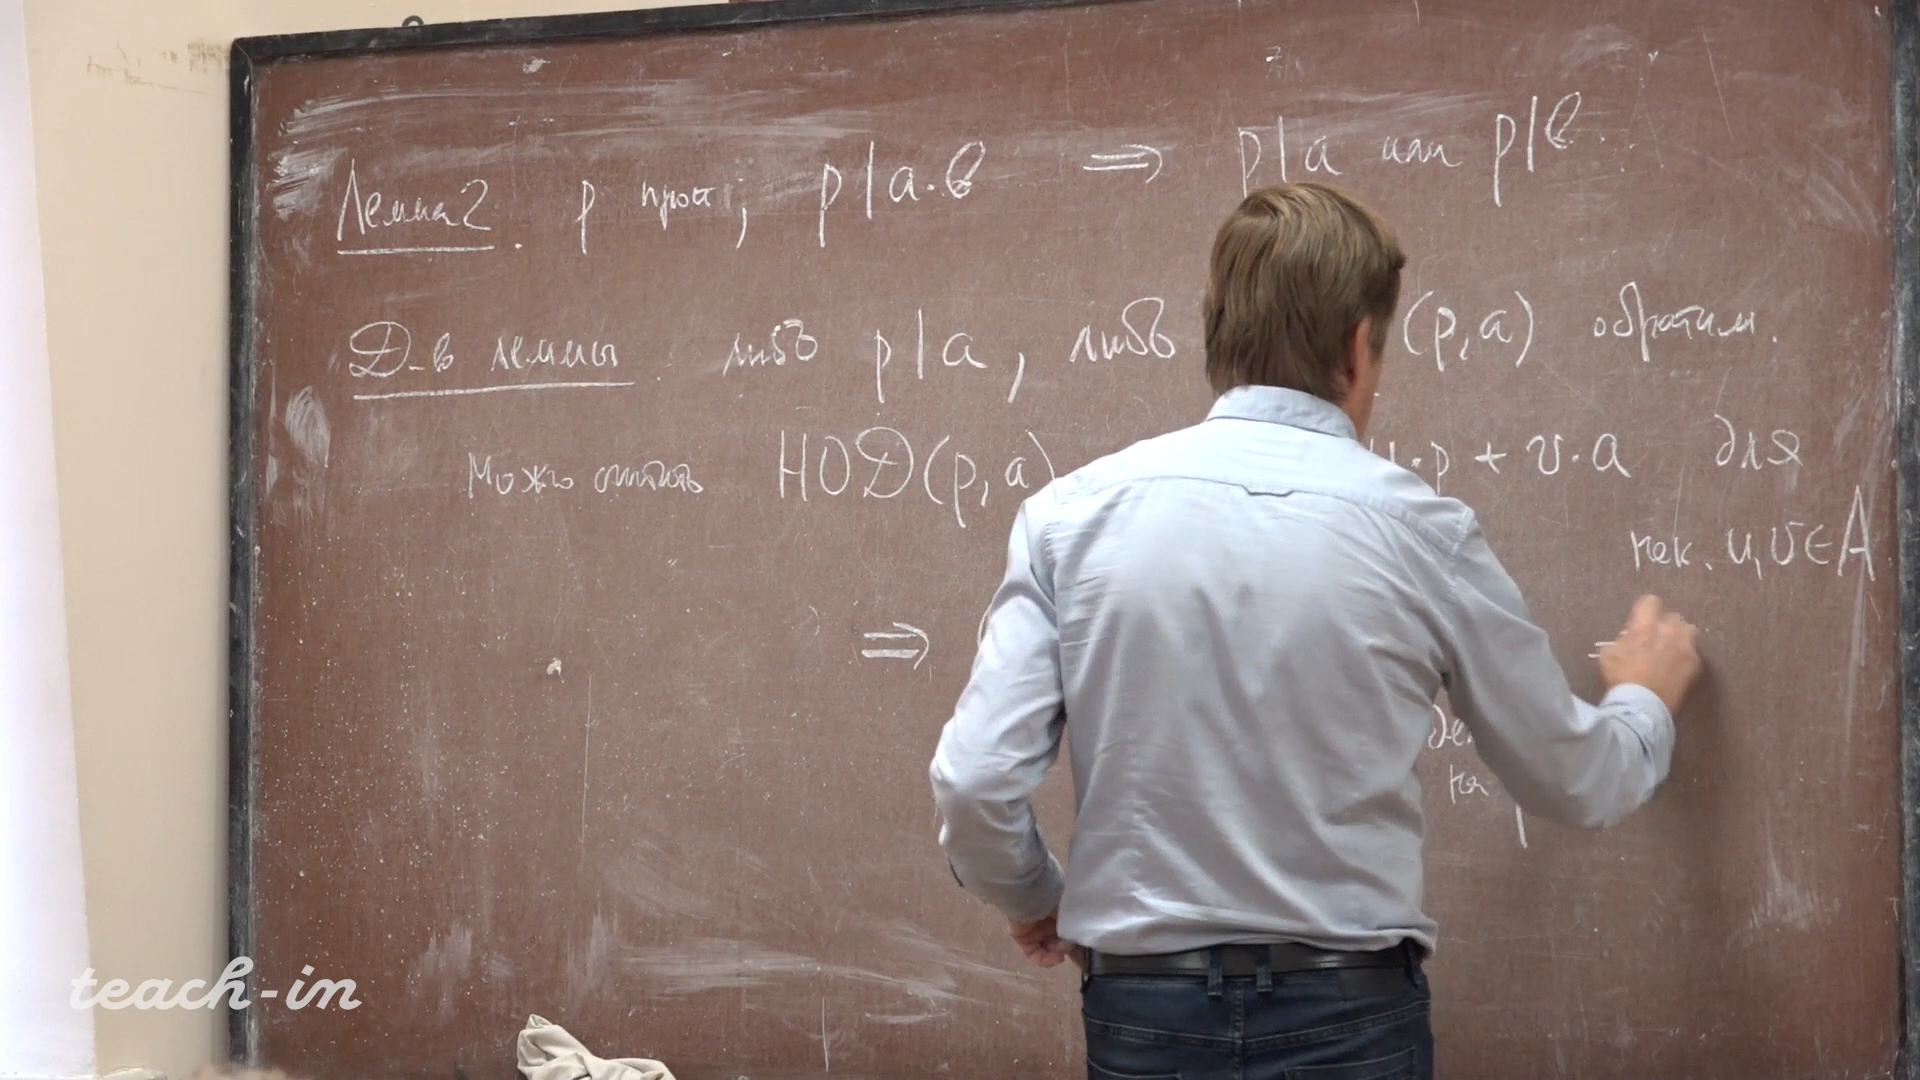 Лемма 2. p прост; p | a·b ⇒ p | a или p | b.
Д-во леммы. либо p | a, либо (p, a) обратим.
Можно считать НОД(p, a) u·p + v·a для
нек. u, v ∈ A
⇒
на p
teach-in